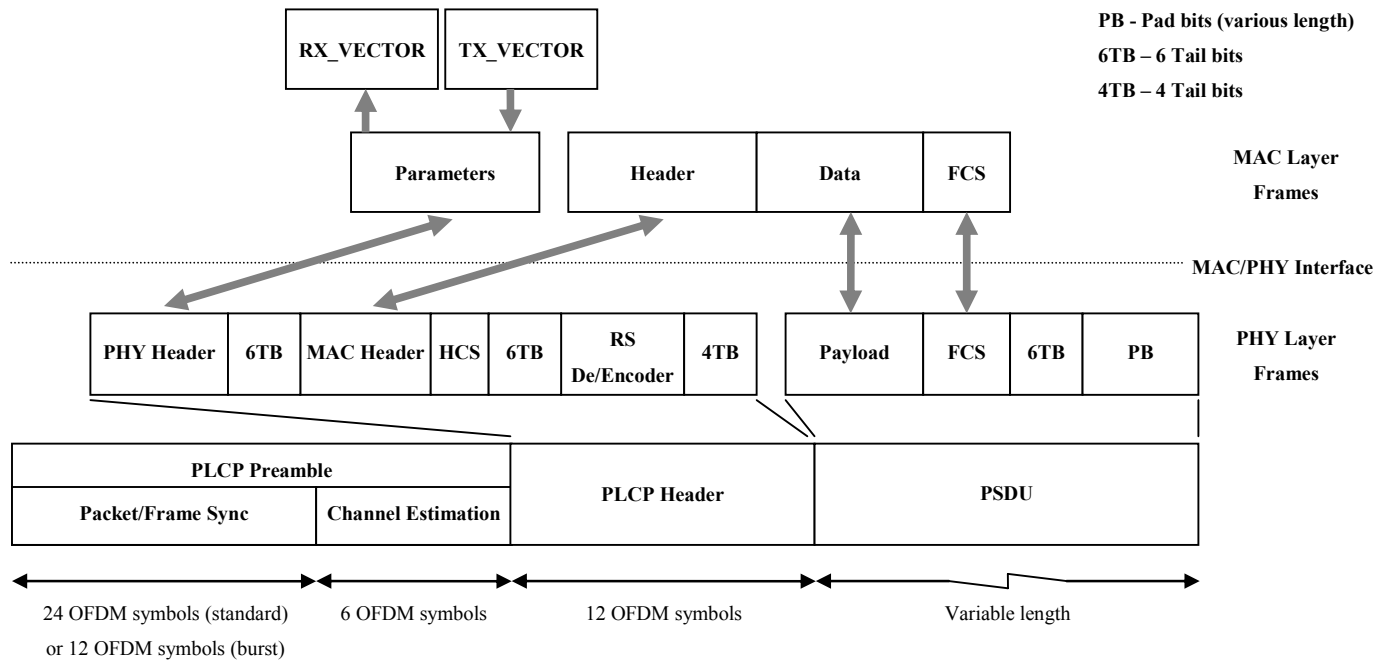 PB - Pad bits (various length)
6TB – 6 Tail bits
4TB – 4 Tail bits
RX_VECTOR TX_VECTOR
Parameters Header Data FCS
MAC Layer
Frames
MAC/PHY Interface
PHY Header 6TB MAC Header HCS 6TB RS
De/Encoder 4TB Payload FCS 6TB PB
PHY Layer
Frames
PLCP Preamble
Packet/Frame Sync Channel Estimation
PLCP Header
PSDU
24 OFDM symbols (standard)
or 12 OFDM symbols (burst)
6 OFDM symbols
12 OFDM symbols
Variable length